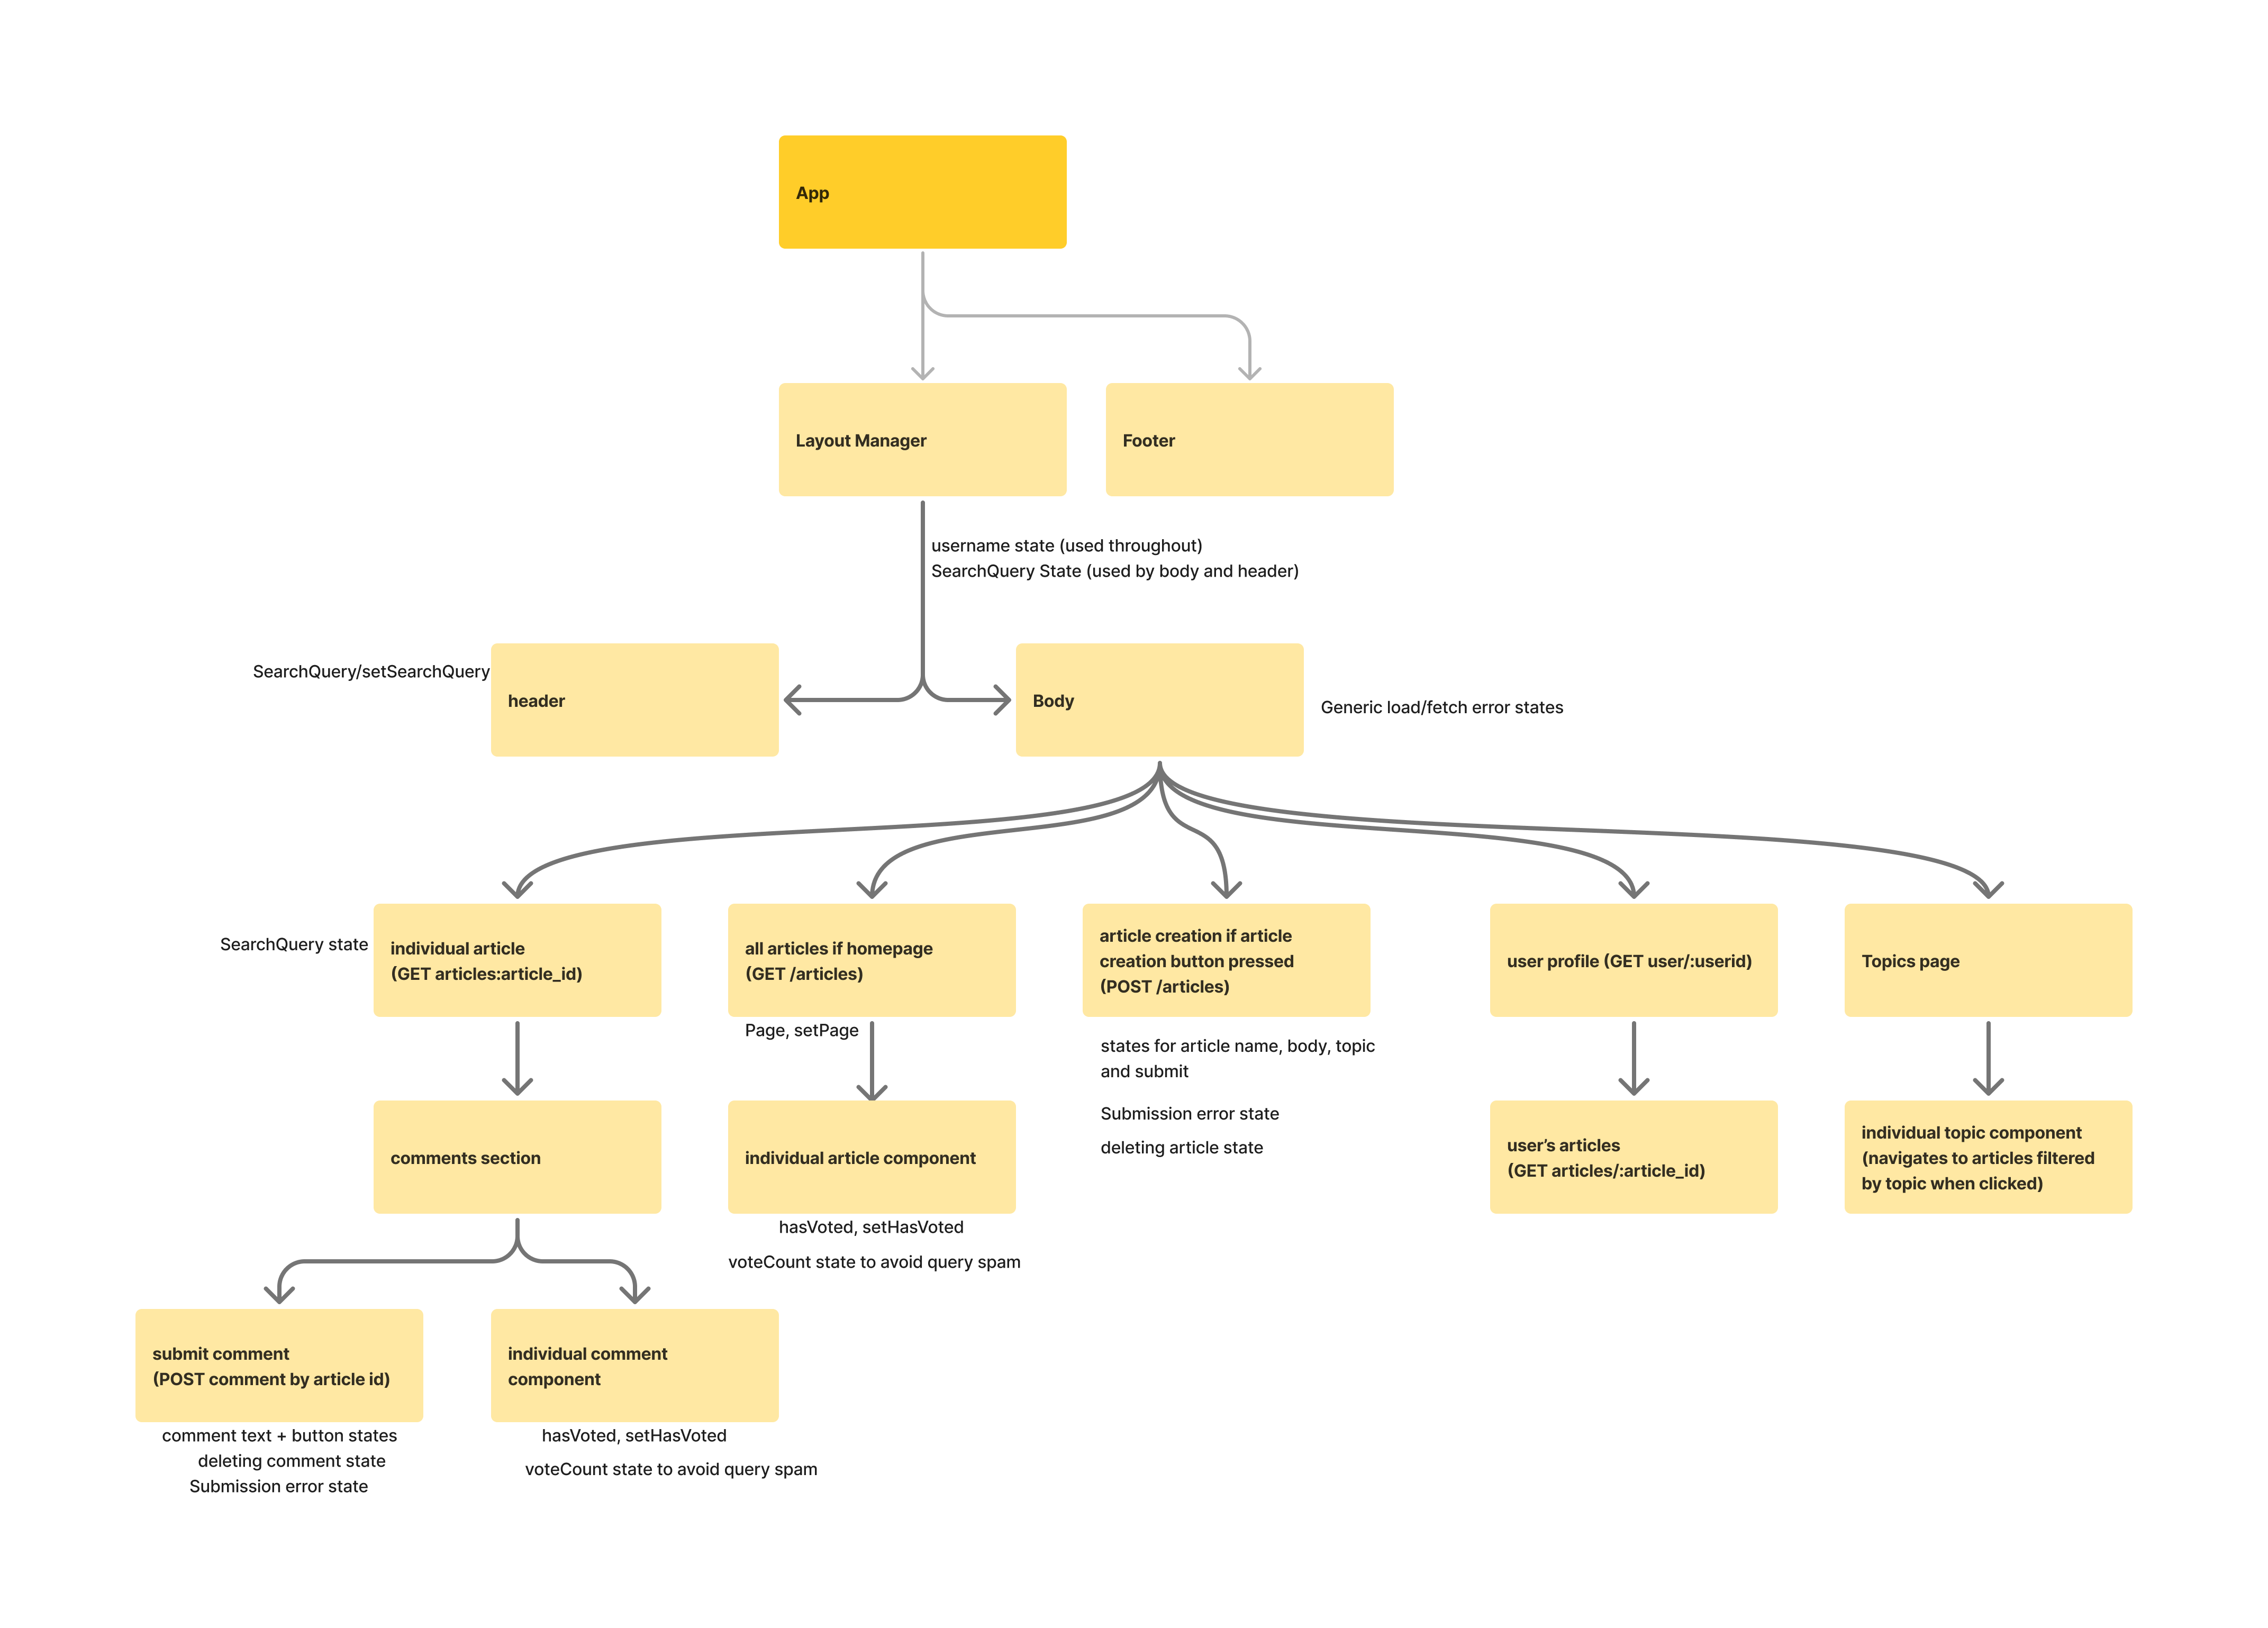 App
Layout Manager
Footer
username state (used throughout)
SearchQuery State (used by body and header)
SearchQuery/setSearchQuery
header
Body
Generic load/fetch error states
SearchQuery state
individual article
(GET articles:article_id)
all articles if homepage
(GET /articles)
article creation if article
creation button pressed
(POST /articles)
user profile (GET user/:userid)
Topics page
Page, setPage
states for article name, body, topic
and submit
Submission error state
deleting article state
comments section
individual article component
user’s articles
(GET articles/:article_id)
individual topic component
(navigates to articles filtered
by topic when clicked)
hasVoted, setHasVoted
voteCount state to avoid query spam
submit comment
(POST comment by article id)
individual comment
component
comment text + button states
deleting comment state
Submission error state
hasVoted, setHasVoted
voteCount state to avoid query spam